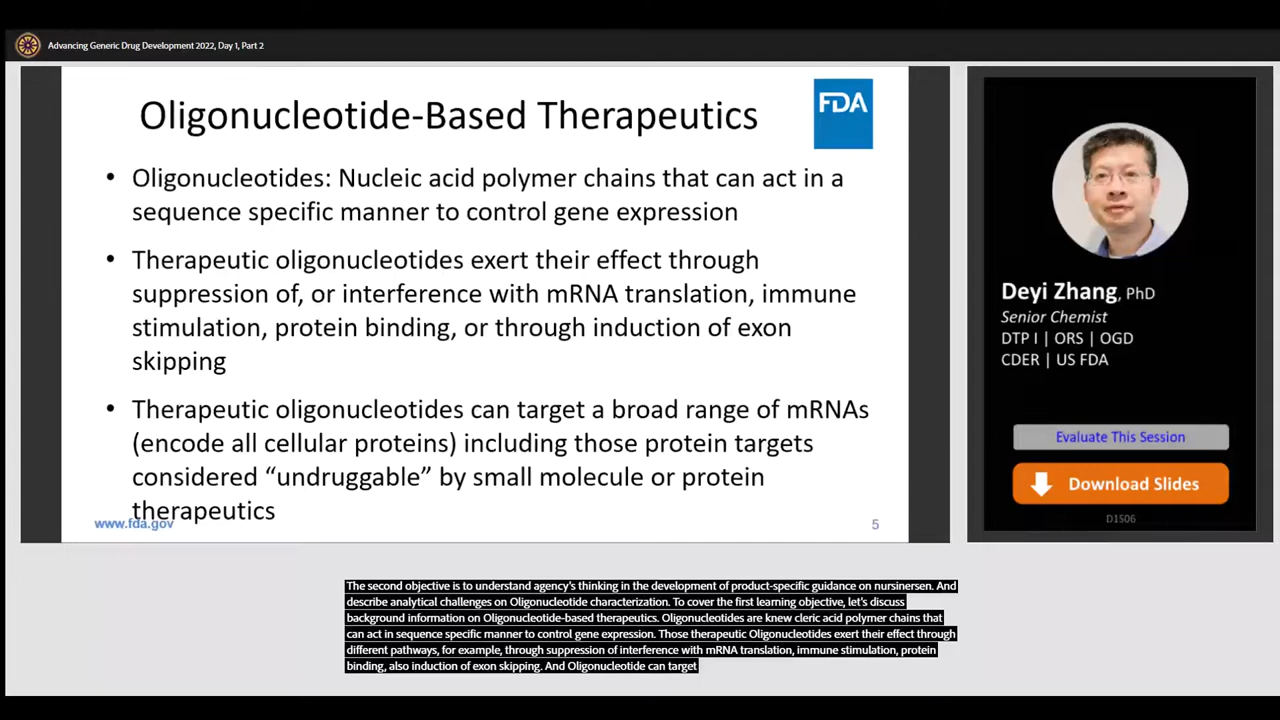 Advancing Generic Drug Development 2022, Day 1, Part 2
Oligonucleotide-Based Therapeutics
FDA
• Oligonucleotides: Nucleic acid polymer chains that can act in a
sequence specific manner to control gene expression
• Therapeutic oligonucleotides exert their effect through
suppression of, or interference with mRNA translation, immune
stimulation, protein binding, or through induction of exon
skipping
• Therapeutic oligonucleotides can target a broad range of mRNAs
(encode all cellular proteins) including those protein targets
considered “undruggable” by small molecule or protein
therapeutics
www.fda.gov
5
Deyi Zhang, PhD
Senior Chemist
DTP I | ORS | OGD
CDER | US FDA
Evaluate This Session
Download Slides
D1506
The second objective is to understand agency's thinking in the development of product-specific guidance on nursinersen. And
describe analytical challenges on Oligonucleotide characterization. To cover the first learning objective, let's discuss
background information on Oligonucleotide-based therapeutics. Oligonucleotides are knew cleric acid polymer chains that
can act in sequence specific manner to control gene expression. Those therapeutic Oligonucleotides exert their effect through
different pathways, for example, through suppression of interference with mRNA translation, immune stimulation, protein
binding, also induction of exon skipping. And Oligonucleotide can target